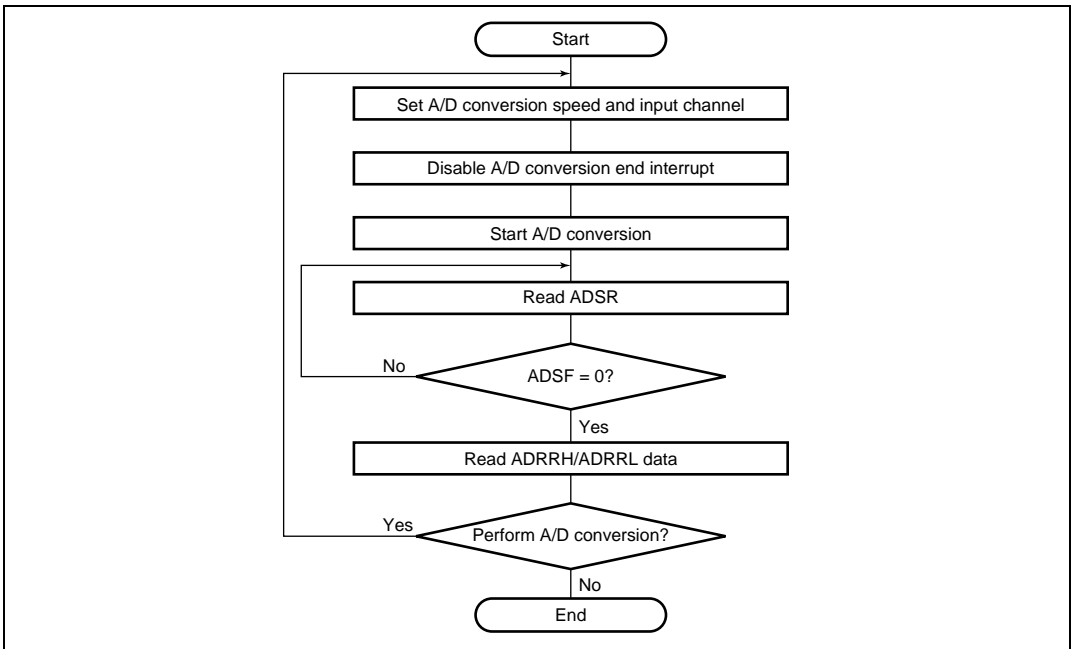 Start
Set A/D conversion speed and input channel
Disable A/D conversion end interrupt
Start A/D conversion
Read ADSR
No
ADSF = 0?
Yes
Read ADRRH/ADRRL data
Yes
Perform A/D conversion?
No
End